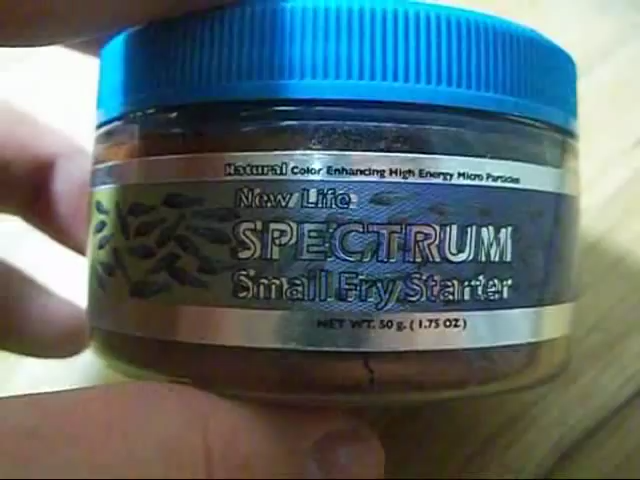 Natural Color Enhancing High Energy Micro Particles
New Life
SPECTRUM
Small Fry Starter
NET WT. 50 g. ( 1.75 OZ )